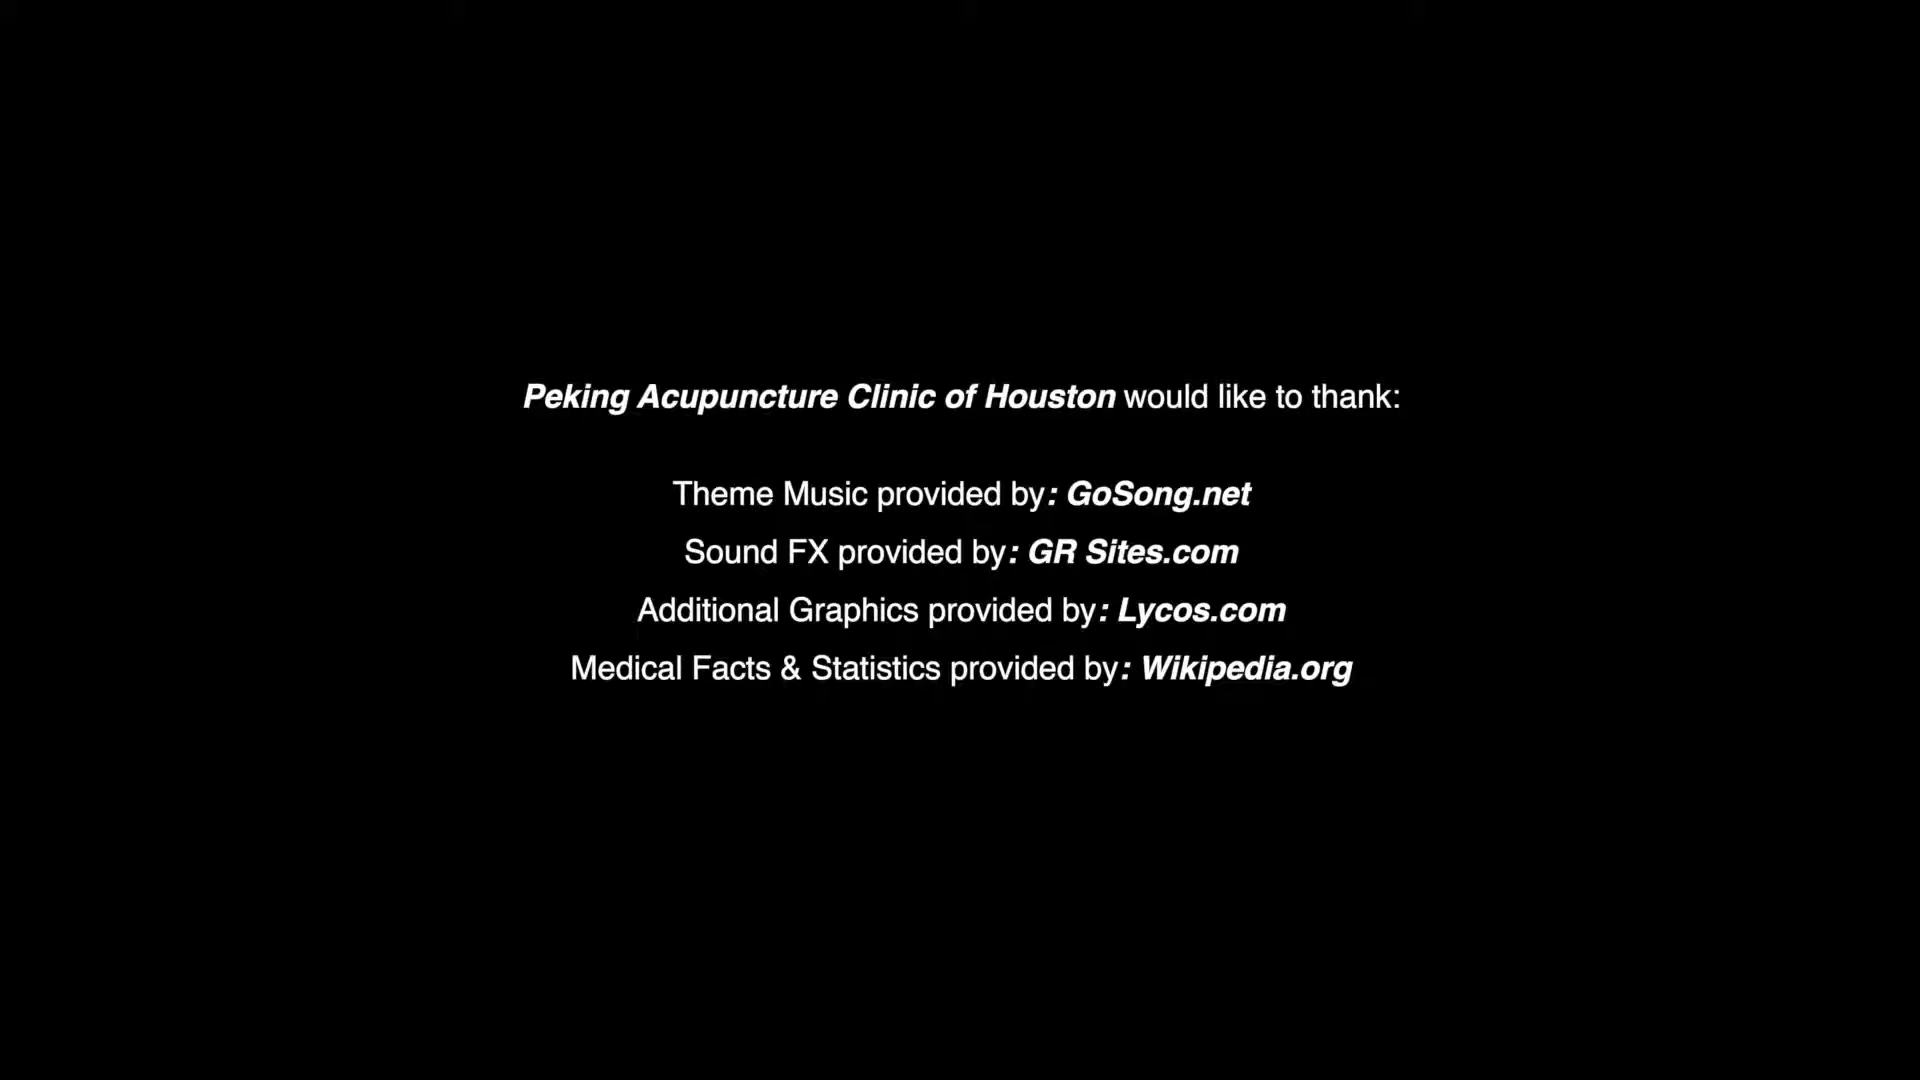 Peking Acupuncture Clinic of Houston would like to thank:
Theme Music provided by: GoSong.net
Sound FX provided by: GR Sites.com
Additional Graphics provided by: Lycos.com
Medical Facts & Statistics provided by: Wikipedia.org